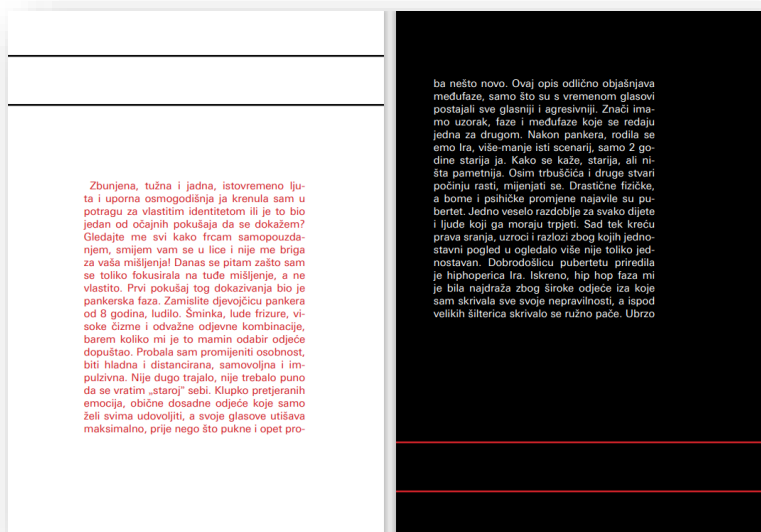 Zbunjena, tužna i jadna, istovremeno lju-
ta i uporna osmogodišnja ja krenula sam u
potragu za vlastitim identitetom ili je to bio
jedan od očajnih pokušaja da se dokažem?
Gledajte me svi kako frcam samopouzda-
njem, smijem vam se u lice i nije me briga
za vaša mišljenja! Danas se pitam zašto sam
se toliko fokusirala na tuđe mišljenje, a ne
vlastito. Prvi pokušaj tog dokazivanja bio je
pankerska faza. Zamislite djevojčicu pankera
od 8 godina, ludilo. Šminka, lude frizure, vi-
soke čizme i odvažne odjevne kombinacije,
barem koliko mi je to mamin odabir odjeće
dopuštao. Probala sam promijeniti osobnost,
biti hladna i distancirana, samovoljna i im-
pulzivna. Nije dugo trajalo, nije trebalo puno
da se vratim „staroj” sebi. Klupko pretjeranih
emocija, obične dosadne odjeće koje samo
želi svima udovoljiti, a svoje glasove utišava
maksimalno, prije nego što pukne i opet pro-
ba nešto novo. Ovaj opis odlično objašnjava
međufaze, samo što su s vremenom glasovi
postajali sve glasniji i agresivniji. Znači ima-
mo uzorak, faze i međufaze koje se redaju
jedna za drugom. Nakon pankera, rodila se
emo Ira, više-manje isti scenarij, samo 2 go-
dine starija ja. Kako se kaže, starija, ali ni-
šta pametnija. Osim trbuščića i druge stvari
počinju rasti, mijenjati se. Drastične fizičke,
a bome i psihičke promjene najavile su pu-
bertet. Jedno veselo razdoblje za svako dijete
i ljude koji ga moraju trpjeti. Sad tek kreću
prava sranja, uzroci i razlozi zbog kojih jedno-
stavni pogled u ogledalo više nije toliko jed-
nostavan. Dobrodošlicu pubertetu priredila
je hiphoperica Ira. Iskreno, hip hop faza mi
je bila najdraža zbog široke odjeće iza koje
sam skrivala sve svoje nepravilnosti, a ispod
velikih šilterica skrivalo se ružno pače. Ubrzo